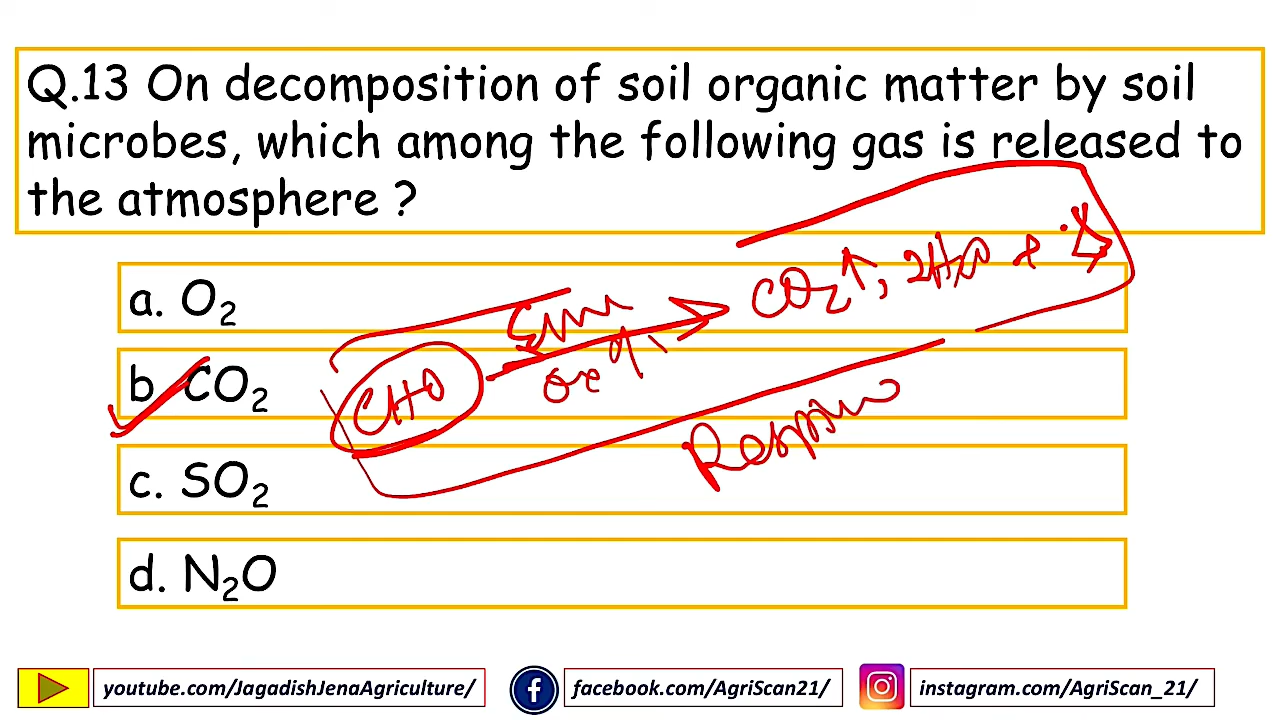 Q.13 On decomposition of soil organic matter by soil
microbes, which among the following gas is released to
the atmosphere ?
a. O₂
b. CO₂
c. SO₂
d. N₂O
CHO
CO₂↑, 2H₂O
youtube.com/JagadishJenaAgriculture/
facebook.com/AgriScan21/
instagram.com/AgriScan_21/